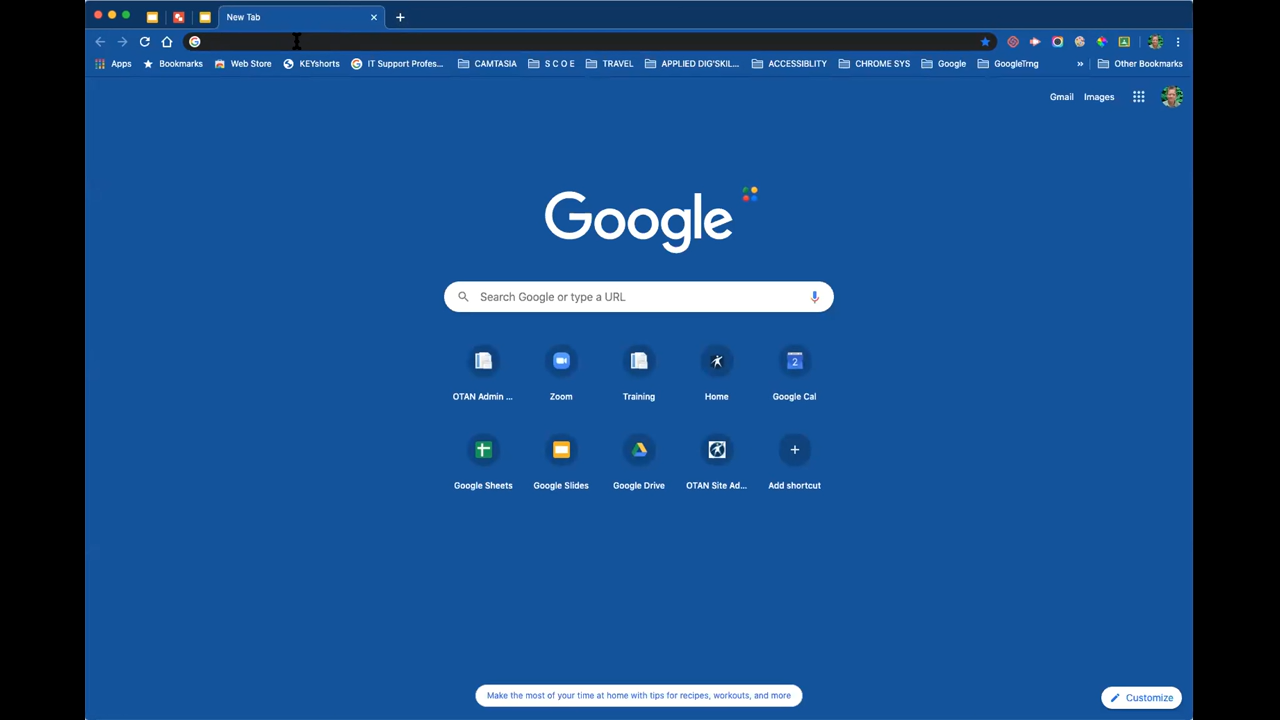 New Tab
Apps Bookmarks Web Store KEYshorts IT Support Profes... CAMTASIA S C O E TRAVEL APPLIED DIG'SKIL... ACCESSIBLITY CHROME SYS Google GoogleTrng » Other Bookmarks
Gmail Images
Google
Search Google or type a URL
2
OTAN Admin ... Zoom Training Home Google Cal
Google Sheets Google Slides Google Drive OTAN Site Ad... Add shortcut
Make the most of your time at home with tips for recipes, workouts, and more
Customize